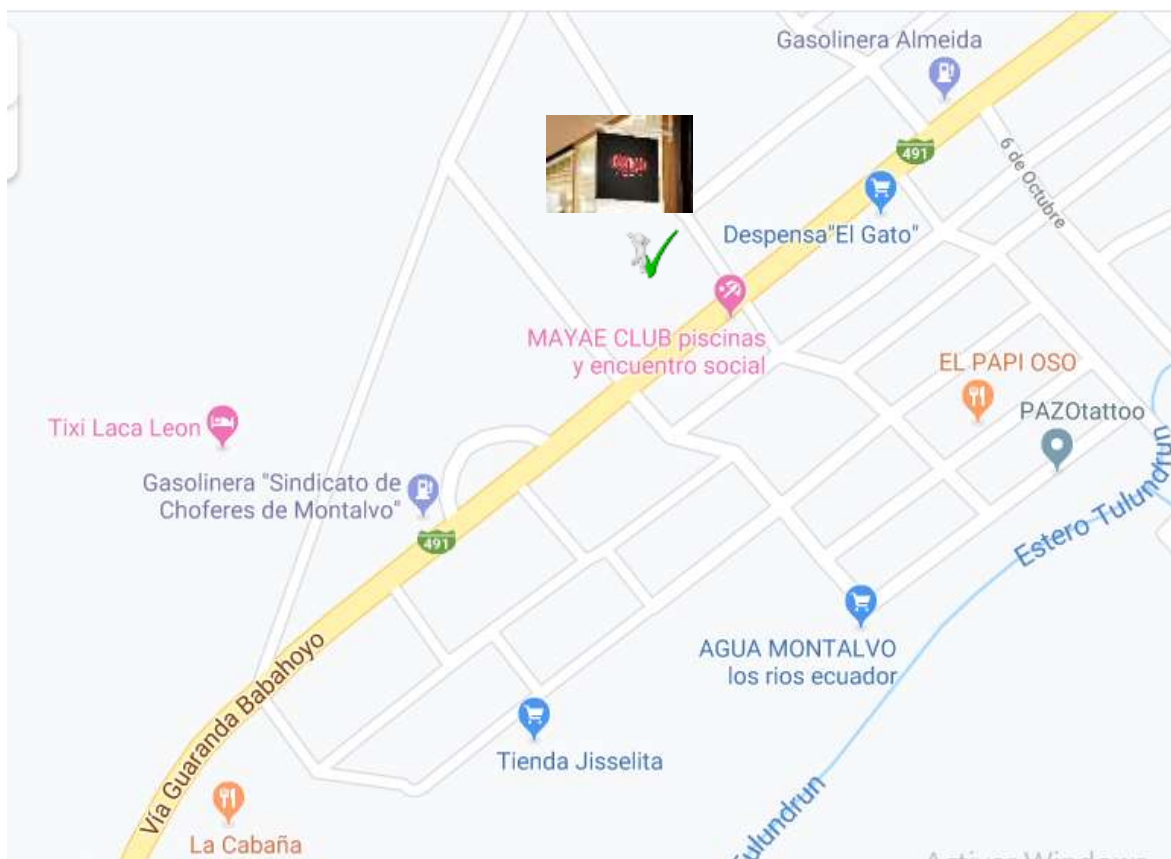 Gasolinera Almeida
491
6 de Octubre
Despensa"El Gato"
MAYAE CLUB piscinas
y encuentro social
EL PAPI OSO
PAZOtattoo
Tixi Laca Leon
Gasolinera "Sindicato de
Choferes de Montalvo"
491
Estero Tulundrun
AGUA MONTALVO
los rios ecuador
Vía Guaranda Babahoyo
Tienda Jisselita
La Cabaña
Tulundrun